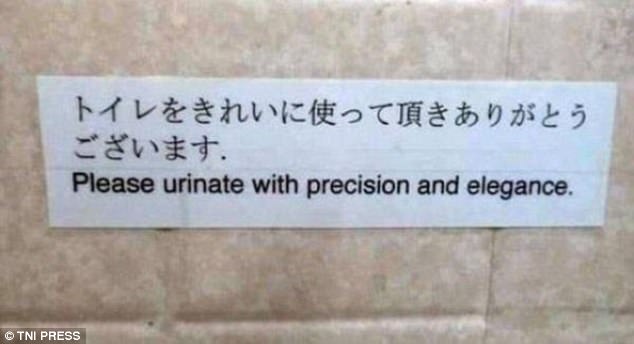 トイレをきれいに使って頂きありがとう
ございます.
Please urinate with precision and elegance.
© TNI PRESS